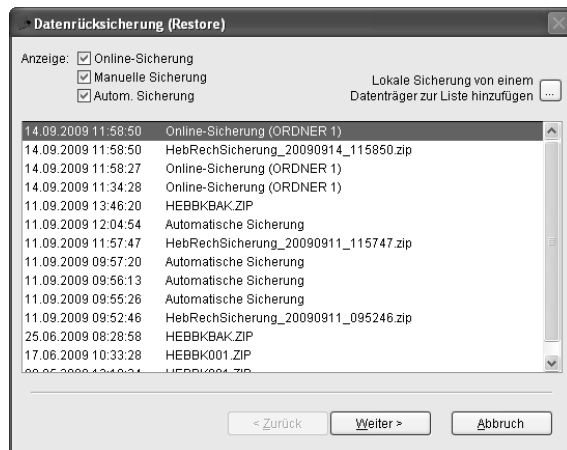 Datenrücksicherung (Restore)
Anzeige:
Online-Sicherung
Manuelle Sicherung
Autom. Sicherung
Lokale Sicherung von einem
Datenträger zur Liste hinzufügen
...
14.09.2009 11:58:50 Online-Sicherung (ORDNER 1)
14.09.2009 11:58:50 HebRechSicherung_20090914_115850.zip
14.09.2009 11:58:27 Online-Sicherung (ORDNER 1)
14.09.2009 11:34:28 Online-Sicherung (ORDNER 1)
11.09.2009 13:46:20 HEBBKBAK.ZIP
11.09.2009 12:04:54 Automatische Sicherung
11.09.2009 11:57:47 HebRechSicherung_20090911_115747.zip
11.09.2009 09:57:20 Automatische Sicherung
11.09.2009 09:56:13 Automatische Sicherung
11.09.2009 09:55:26 Automatische Sicherung
11.09.2009 09:52:46 HebRechSicherung_20090911_095246.zip
25.06.2009 08:28:58 HEBBKBAK.ZIP
17.06.2009 10:33:28 HEBBK001.ZIP
< Zurück
Weiter >
Abbruch